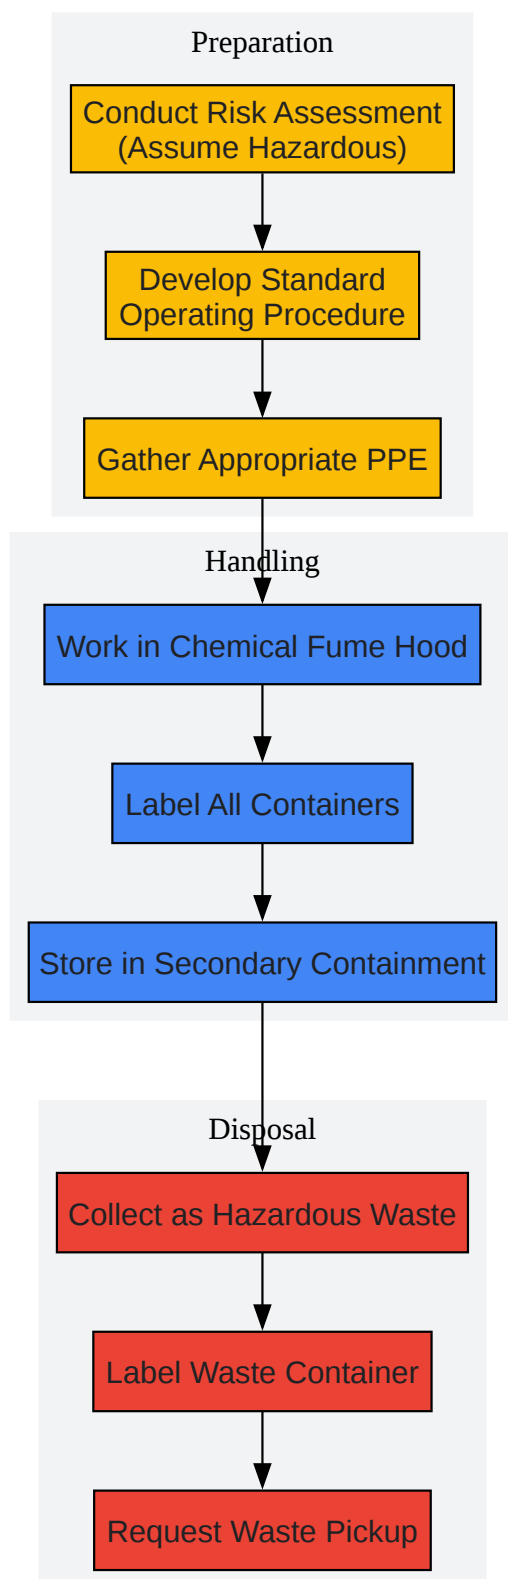 Preparation
Conduct Risk Assessment
(Assume Hazardous)
Develop Standard
Operating Procedure
Gather Appropriate PPE
Handling
Work in Chemical Fume Hood
Label All Containers
Store in Secondary Containment
Disposal
Collect as Hazardous Waste
Label Waste Container
Request Waste Pickup